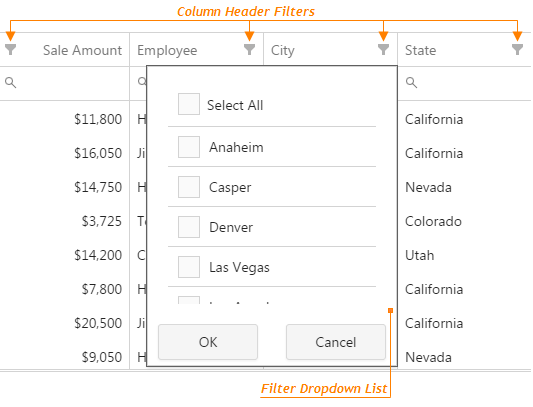 Column Header Filters
Sale Amount Employee City State
Select All
$11,800 H Anaheim California
$16,050 Ji California
$14,750 H Casper Nevada
$3,725 Denver Colorado
$14,200 C Las Vegas Utah
$7,800 H California
$20,500 Ji OK Cancel California
$9,050 H Nevada
Filter Dropdown List